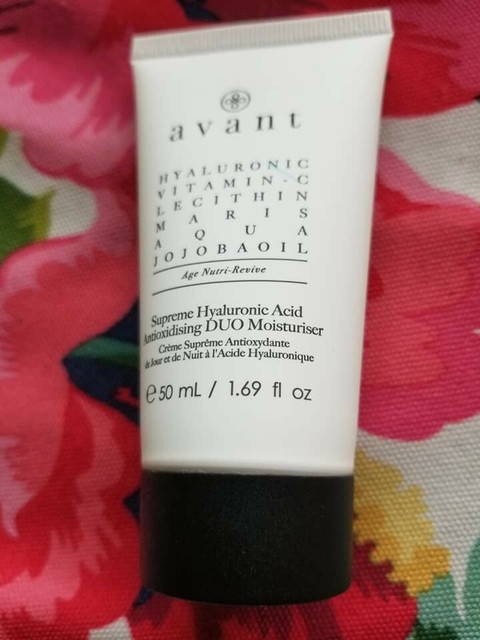 avant
HYALURONIC
VITAMIN-C
LECITHIN
MARIS
AQUA
JOJOBAOIL
Age Nutri-Revive
Supreme Hyaluronic Acid
Antioxidising DUO Moisturiser
Crème Suprême Antioxydante
de Jour et de Nuit à l'Acide Hyaluronique
e 50 mL / 1.69 fl oz